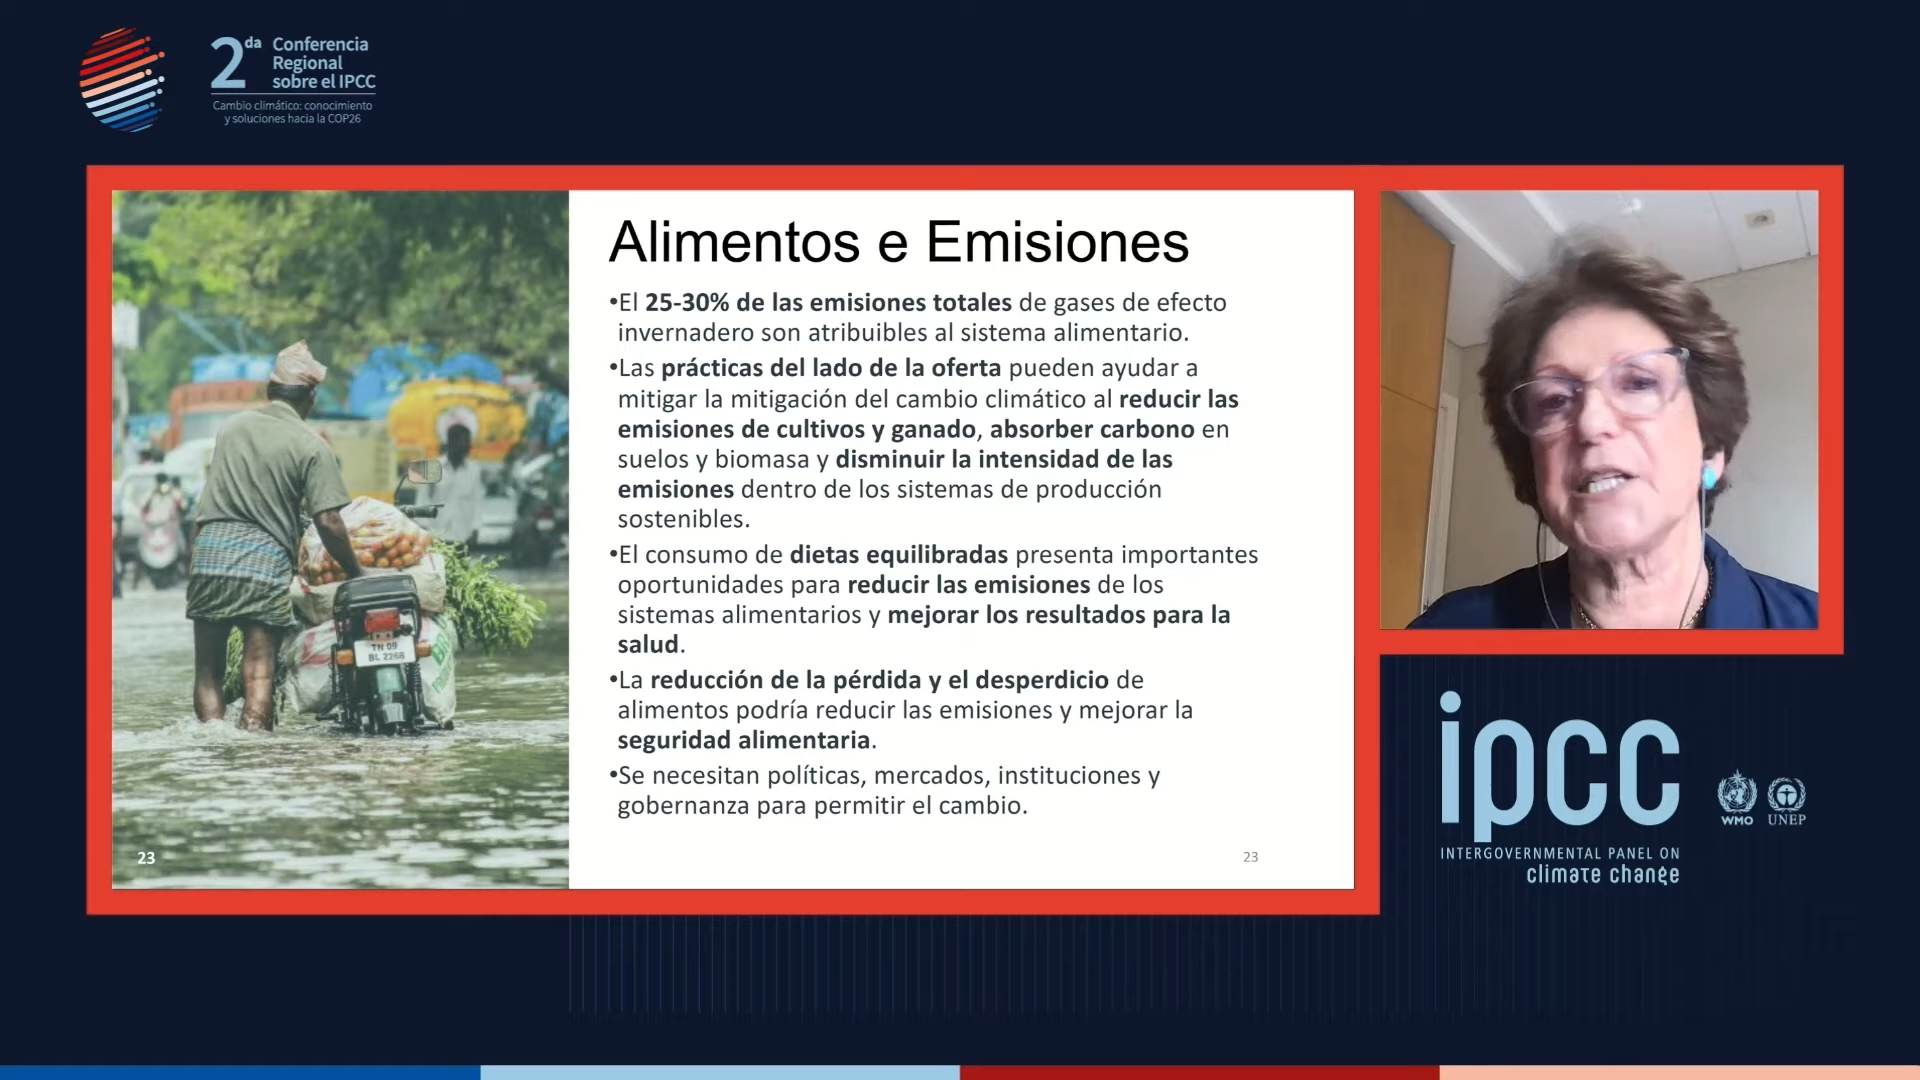 2da
Conferencia
Regional
sobre el IPCC
Cambio climático: conocimiento
y soluciones hacia la COP26
Alimentos e Emisiones
•El 25-30% de las emisiones totales de gases de efecto
invernadero son atribuibles al sistema alimentario.
•Las prácticas del lado de la oferta pueden ayudar a
mitigar la mitigación del cambio climático al reducir las
emisiones de cultivos y ganado, absorber carbono en
suelos y biomasa y disminuir la intensidad de las
emisiones dentro de los sistemas de producción
sostenibles.
•El consumo de dietas equilibradas presenta importantes
oportunidades para reducir las emisiones de los
sistemas alimentarios y mejorar los resultados para la
salud.
•La reducción de la pérdida y el desperdicio de
alimentos podría reducir las emisiones y mejorar la
seguridad alimentaria.
•Se necesitan políticas, mercados, instituciones y
gobernanza para permitir el cambio.
TN 09
BL 2268
23
23
ipcc
INTERGOVERNMENTAL PANEL ON
climate change
WMO
UNEP